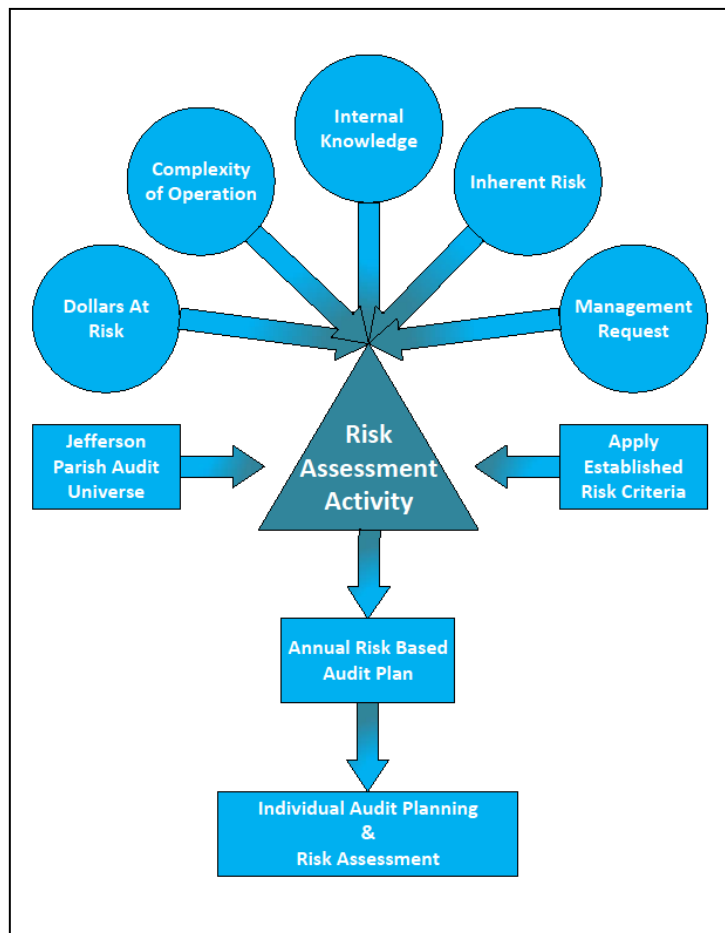 Internal
Knowledge
Complexity
of Operation
Inherent Risk
Dollars At
Risk
Management
Request
Jefferson
Parish Audit
Universe
Risk
Assessment
Activity
Apply
Established
Risk Criteria
Annual Risk Based
Audit Plan
Individual Audit Planning
&
Risk Assessment